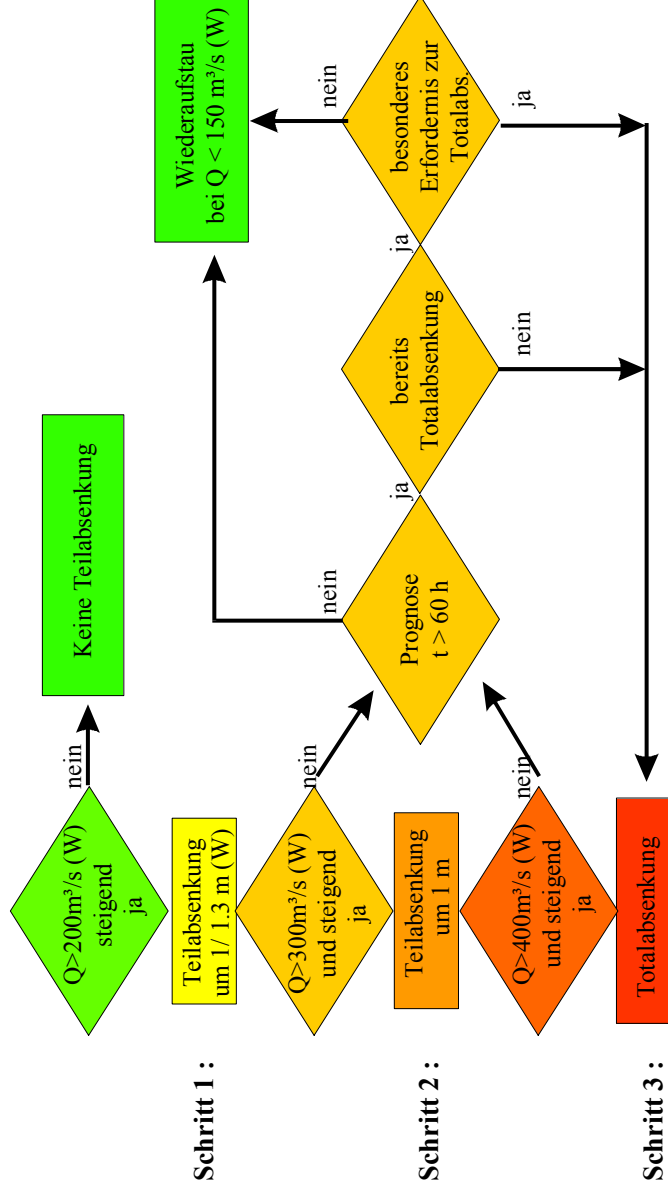 Q>200m³/s (W)
steigend
ja
nein
Keine Teilabsenkung
Schritt 1 :
Teilabsenkung
um 1/ 1.3 m (W)
Wiederaufstau
bei Q < 150 m³/s (W)
Q>300m³/s (W)
und steigend
ja
nein
nein
nein
Schritt 2 :
Teilabsenkung
um 1 m
Prognose
t > 60 h
ja
bereits
Totalabsenkung
ja
besonderes
Erfordernis zur
Totalabs.
Q>400m³/s (W)
und steigend
ja
nein
nein
ja
Schritt 3 :
Totalabsenkung